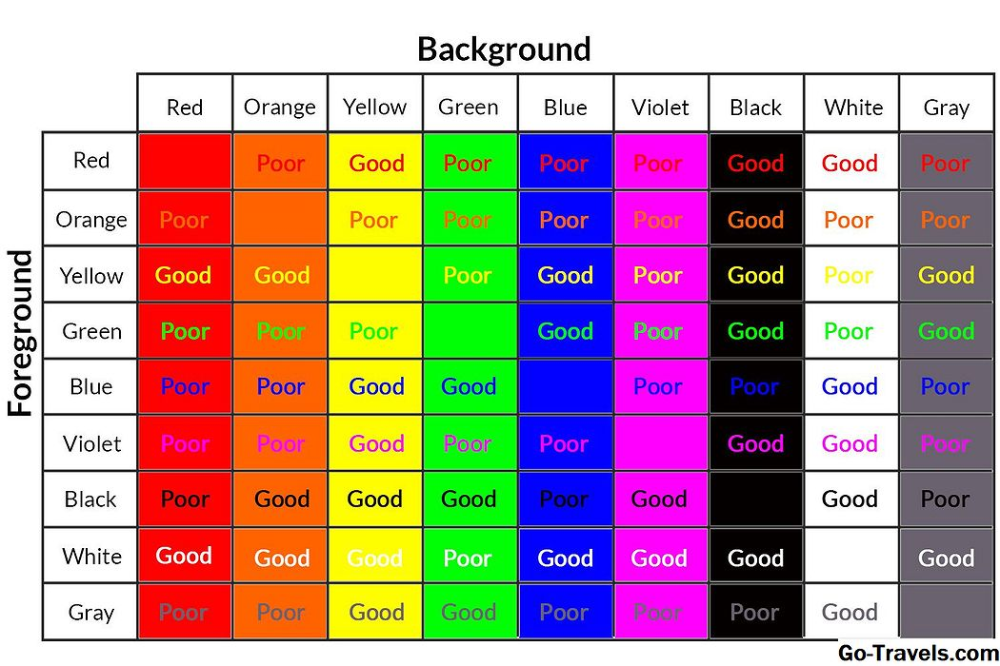 Background
Red Orange Yellow Green Blue Violet Black White Gray
Foreground
Red Poor Good Poor Poor Poor Good Good Poor
Orange Poor Poor Poor Poor Poor Good Poor Poor
Yellow Good Good Poor Good Poor Good Poor Good
Green Poor Poor Poor Good Poor Good Poor Good
Blue Poor Poor Good Good Poor Poor Good Poor
Violet Poor Poor Good Poor Poor Good Good Poor
Black Poor Good Good Good Poor Good Good Poor
White Good Good Good Poor Good Good Good Good
Gray Poor Poor Good Good Poor Poor Poor Good
Go-Travels.com